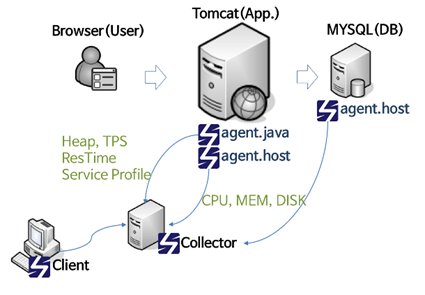 Tomcat(App.)
Browser(User)
MYSQL(DB)
agent.host
agent.java
agent.host
Heap, TPS
ResTime
Service Profile
CPU, MEM, DISK
Collector
Client